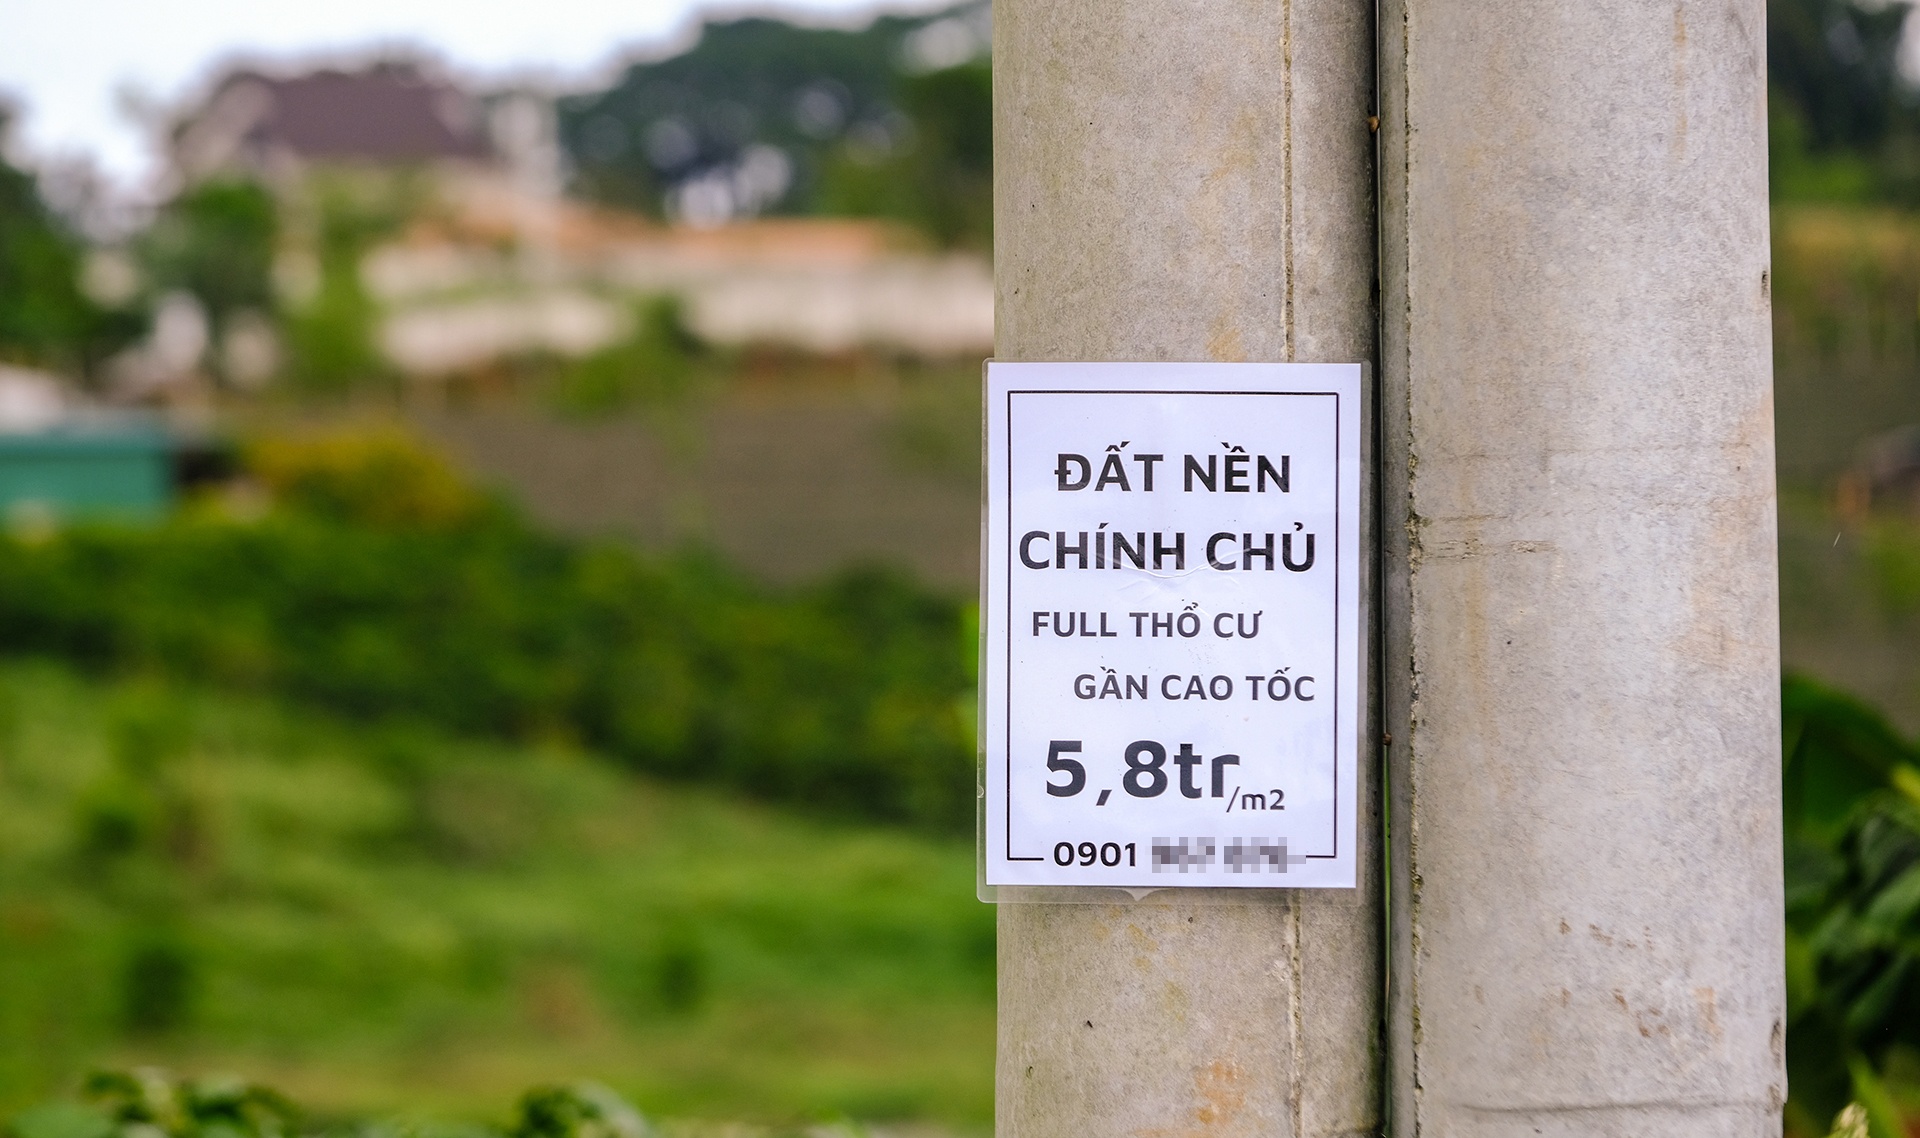 ĐẤT NỀN
CHÍNH CHỦ
FULL THỔ CƯ
GẦN CAO TỐC
5,8tr/m2
0901